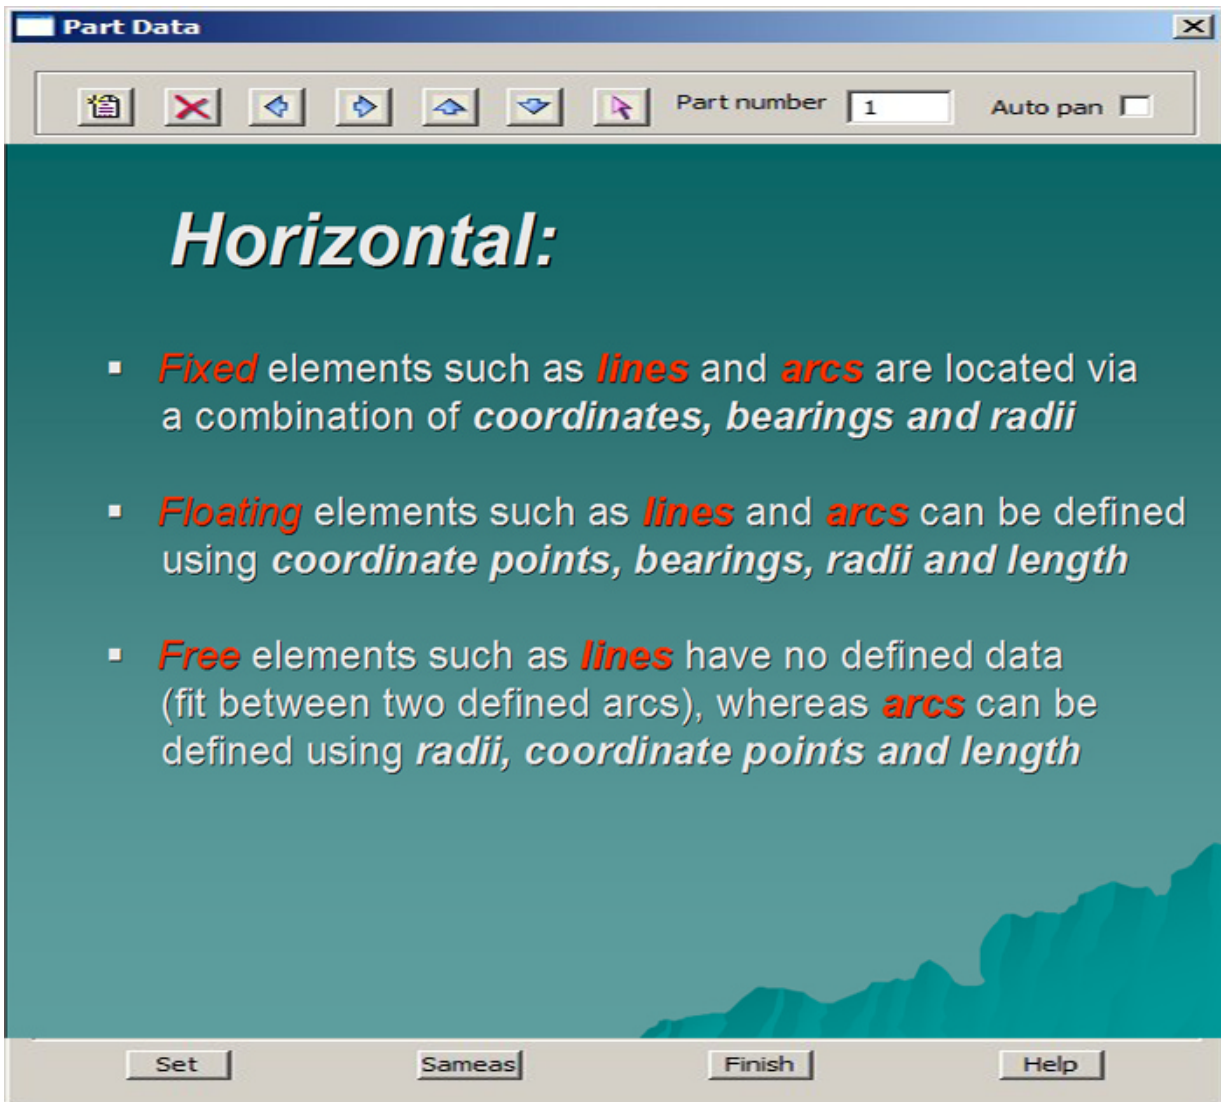 Part Data
Part number 1 Auto pan
Horizontal:
Fixed elements such as lines and arcs are located via
a combination of coordinates, bearings and radii
Floating elements such as lines and arcs can be defined
using coordinate points, bearings, radii and length
Free elements such as lines have no defined data
(fit between two defined arcs), whereas arcs can be
defined using radii, coordinate points and length
Set Sameas Finish Help